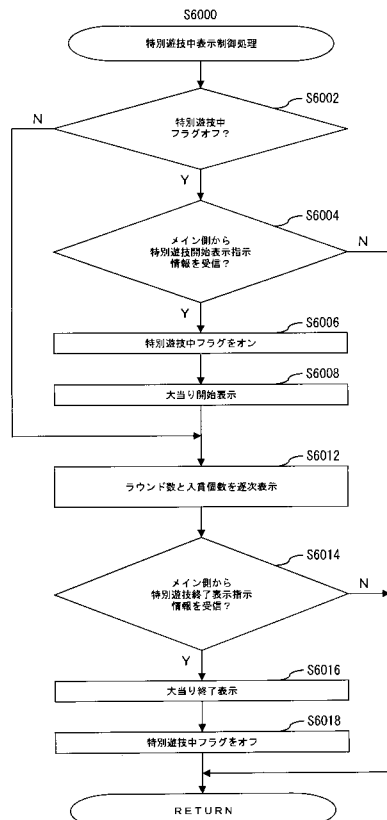 S6000
特別遊技中表示制御処理
S6002
特別遊技中
フラグオフ?
N
Y
S6004
メイン側から
特別遊技開始表示指示
情報を受信?
N
Y
S6006
特別遊技中フラグをオン
S6008
大当り開始表示
S6012
ラウンド数と入賞個数を逐次表示
S6014
メイン側から
特別遊技終了表示指示
情報を受信?
N
Y
S6016
大当り終了表示
S6018
特別遊技中フラグをオフ
RETURN